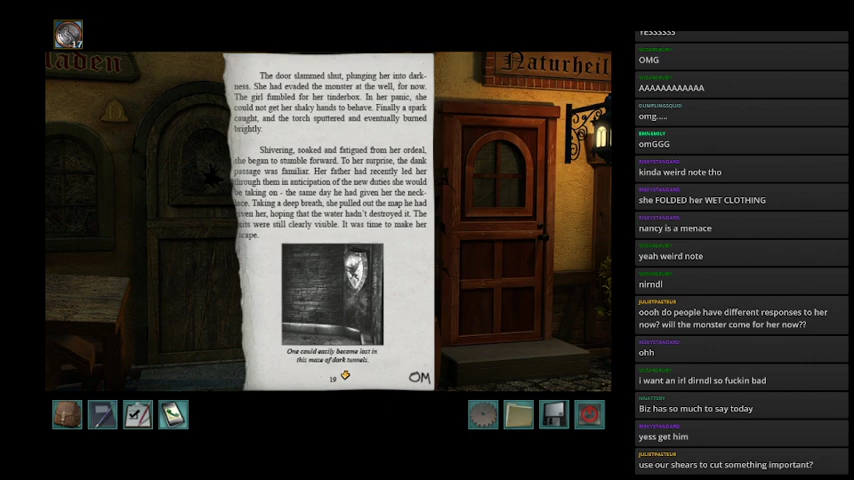 17
laden
Naturheil
The door slammed shut, plunging her into dark-
ness. She had evaded the monster at the well, for now.
The girl fumbled for her tinderbox. In her panic, she
could not get her shaky hands to behave. Finally a spark
caught, and the torch sputtered and eventually burned
brightly.
Shivering, soaked and fatigued from her ordeal,
she began to stumble forward. To her surprise, the dank
passage was familiar. Her father had recently led her
through them in anticipation of the new duties she would
be taking on - the same day he had given her the neck-
lace. Taking a deep breath, she pulled out the map he had
given her, hoping that the water hadn't destroyed it. The
were still clearly visible. It was time to make her
scape.
One could easily become lost in
this maze of dark tunnels.
19
OM
YESSSSSS
OMG
AAAAAAAAAAAA
DUMPLINGSQUID
omg.....
omGGG
RISKYSTANDARD
kinda weird note tho
RISKYSTANDARD
she FOLDED her WET CLOTHING
RISKYSTANDARD
nancy is a menace
yeah weird note
nirndl
JULIETPASTEUR
oooh do people have different responses to her
now? will the monster come for her now??
RISKYSTANDARD
ohh
i want an irl dirndl so fuckin bad
Biz has so much to say today
RISKYSTANDARD
yess get him
JULIETPASTEUR
use our shears to cut something important?